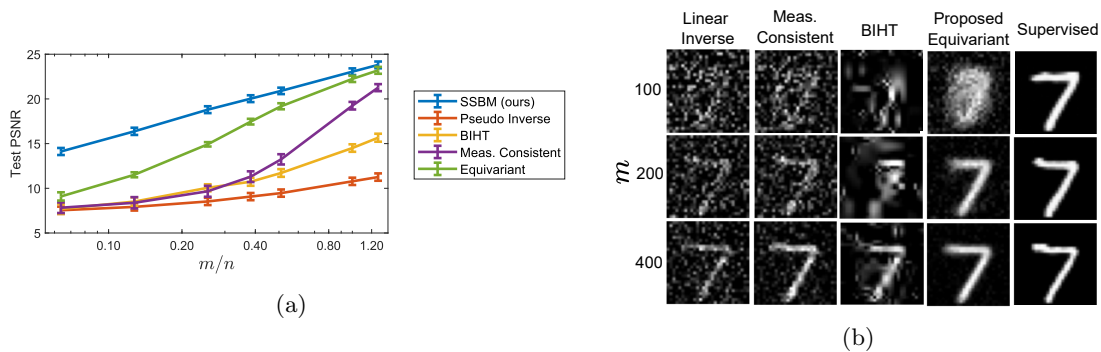 25
20
15
10
5
Test PSNR
0.10 0.20 0.40 0.80 1.20
m/n
SSBM (ours)
Pseudo Inverse
BIHT
Meas. Consistent
Equivariant
(a)
Linear
Inverse
Meas.
Consistent
BIHT
Proposed
Equivariant
Supervised
m
100
200
400
(b)